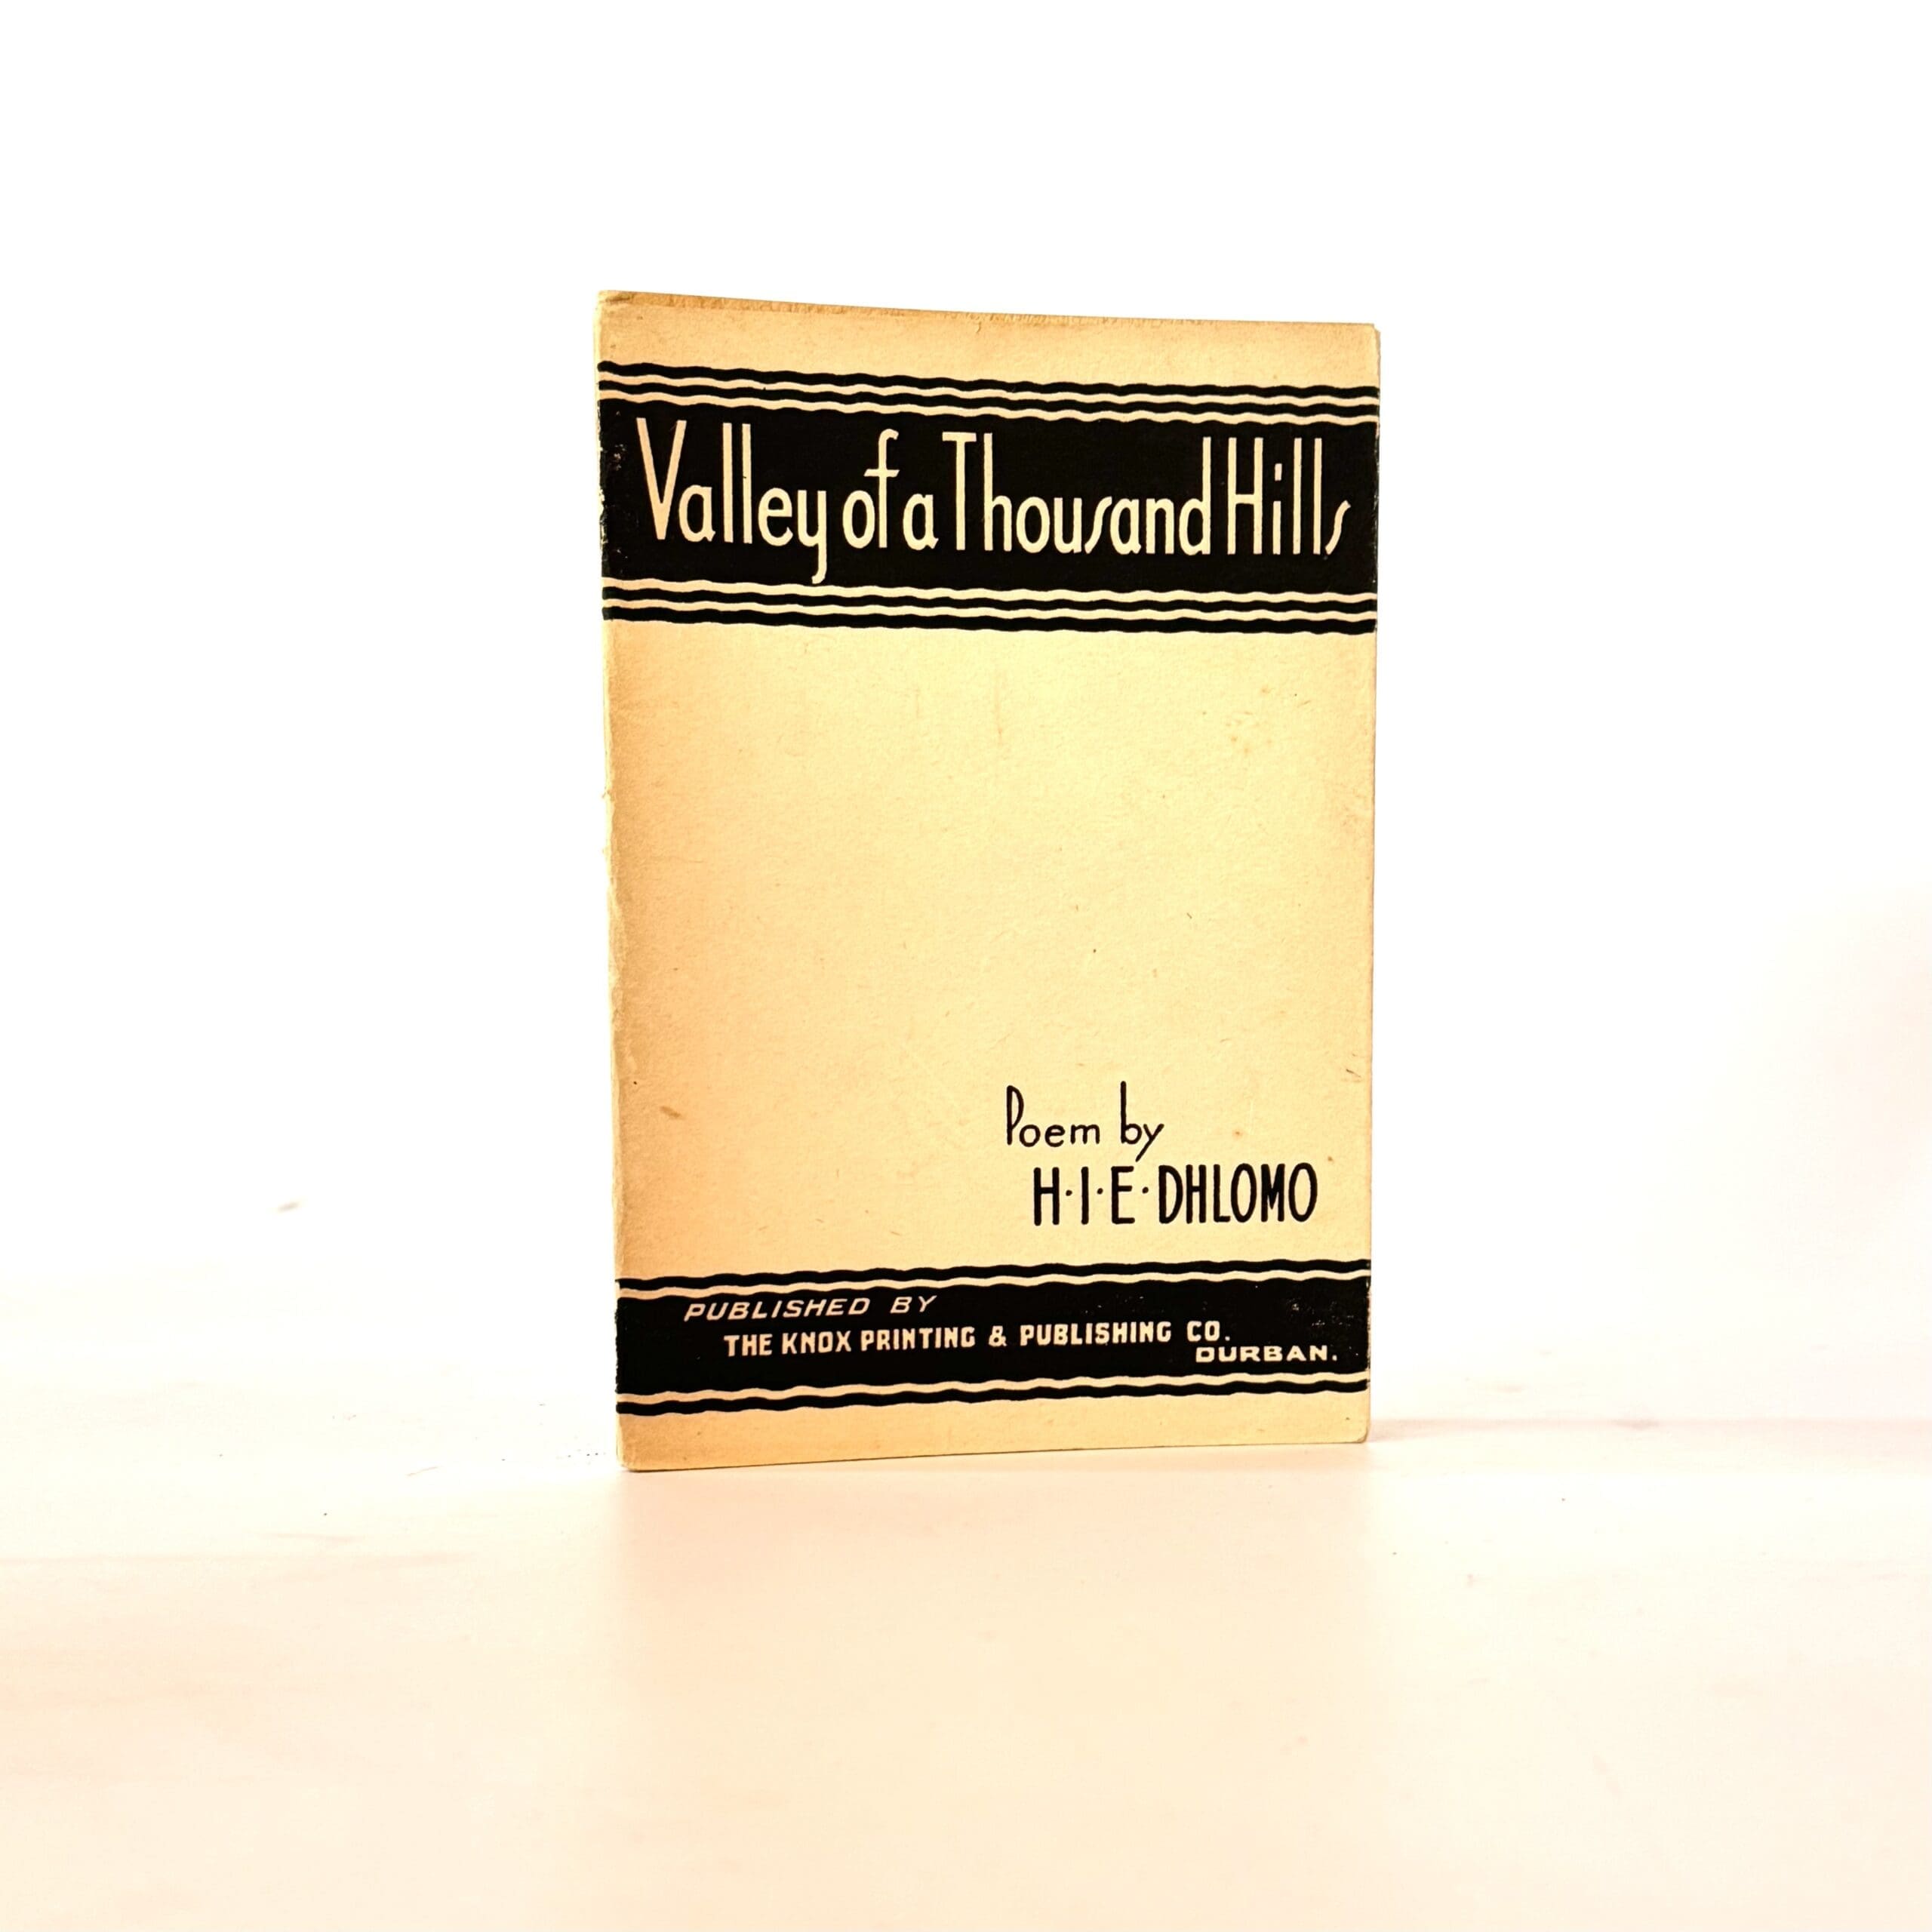 Valley of a Thousand Hills
Poem by
H·I·E·DHLOMO
PUBLISHED BY
THE KNOX PRINTING & PUBLISHING CO.
DURBAN.